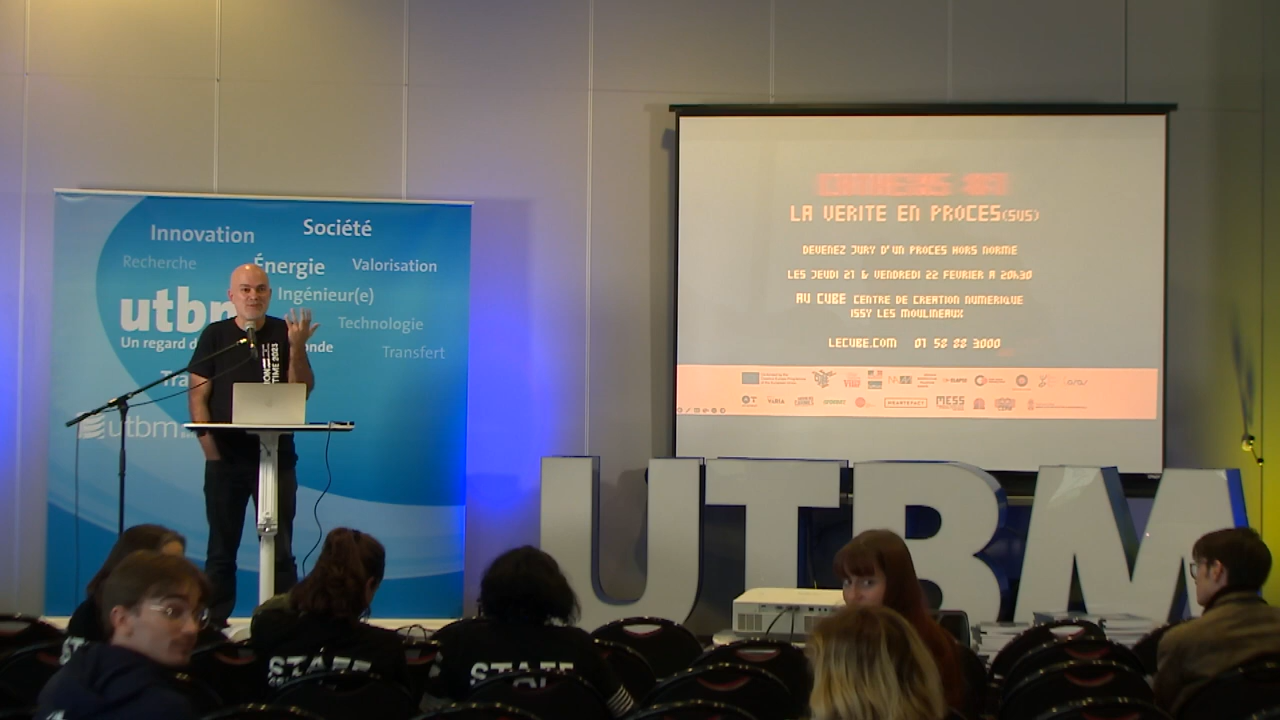 Innovation
Société
Recherche
Énergie
Valorisation
Ingénieur(e)
utbm
Technologie
Un regard
Transfert
utbm
LA VERITE EN PROCES(SUS)
DEVENEZ JURY D'UN PROCES HORS NORME
LES JEUDI 21 & VENDREDI 22 FEVRIER A 20h30
AU CUBE CENTRE DE CREATION NUMERIQUE
ISSY LES MOULINEAUX
LECUBE.COM 01 58 88 3000
MESS
UTBM
STAFF
STAFF